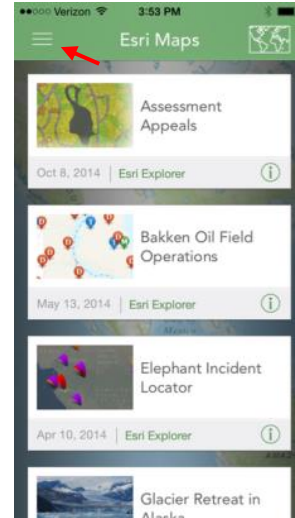 Verizon 3:53 PM
Esri Maps
Assessment
Appeals
Oct 8, 2014 | Esri Explorer
Bakken Oil Field
Operations
May 13, 2014 | Esri Explorer
Elephant Incident
Locator
Apr 10, 2014 | Esri Explorer
Glacier Retreat in
Alaska